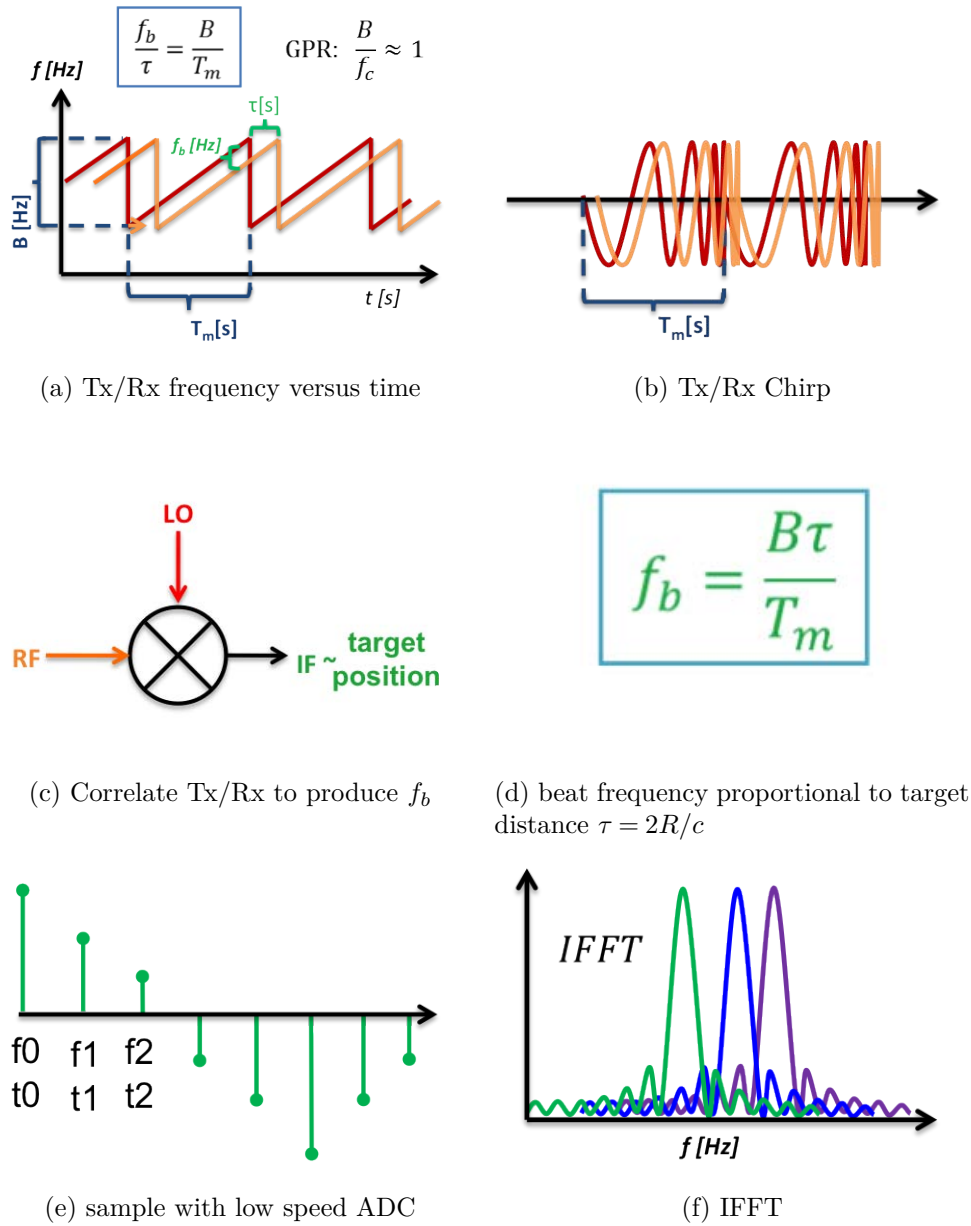 f_b/τ = B/T_m
GPR: B/f_c ≈ 1
f [Hz]
τ[s]
f_b [Hz]
B [Hz]
t [s]
T_m[s]
(a) Tx/Rx frequency versus time
T_m[s]
(b) Tx/Rx Chirp
LO
RF
IF ~ target position
(c) Correlate Tx/Rx to produce f_b
f_b = Bτ/T_m
(d) beat frequency proportional to target
distance τ = 2R/c
f0 f1 f2
t0 t1 t2
(e) sample with low speed ADC
IFFT
f [Hz]
(f) IFFT